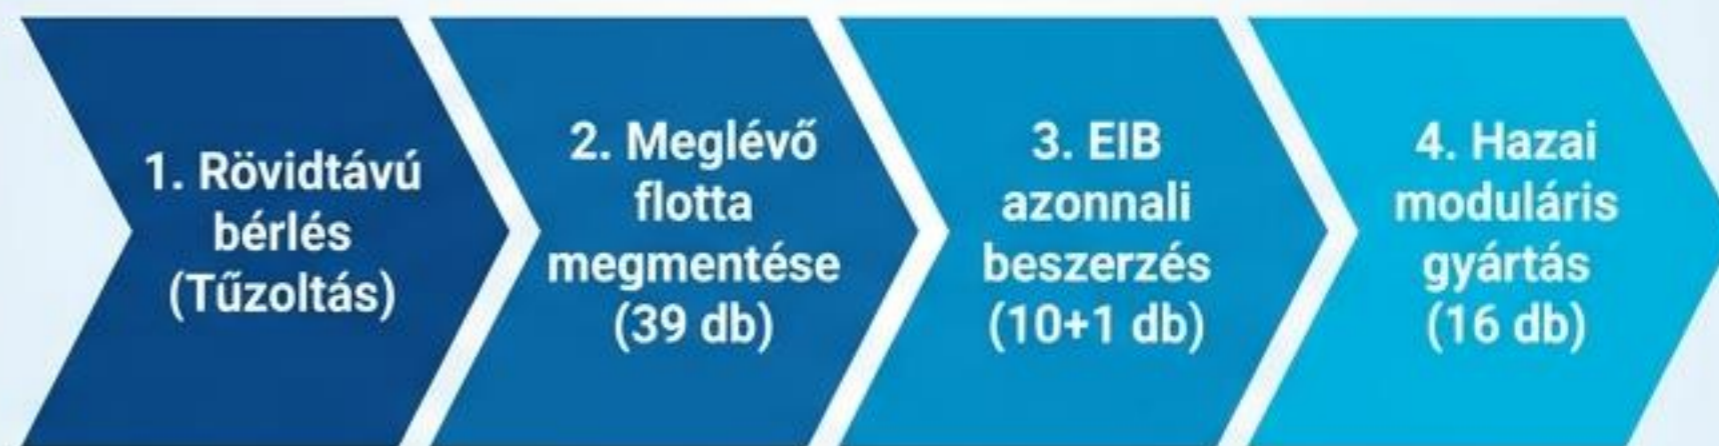 1. Rövidtávú
bérlés
(Tűzoltás)
2. Meglévő
flotta
megmentése
(39 db)
3. EIB
azonnali
beszerzés
(10+1 db)
4. Hazai
moduláris
gyártás
(16 db)